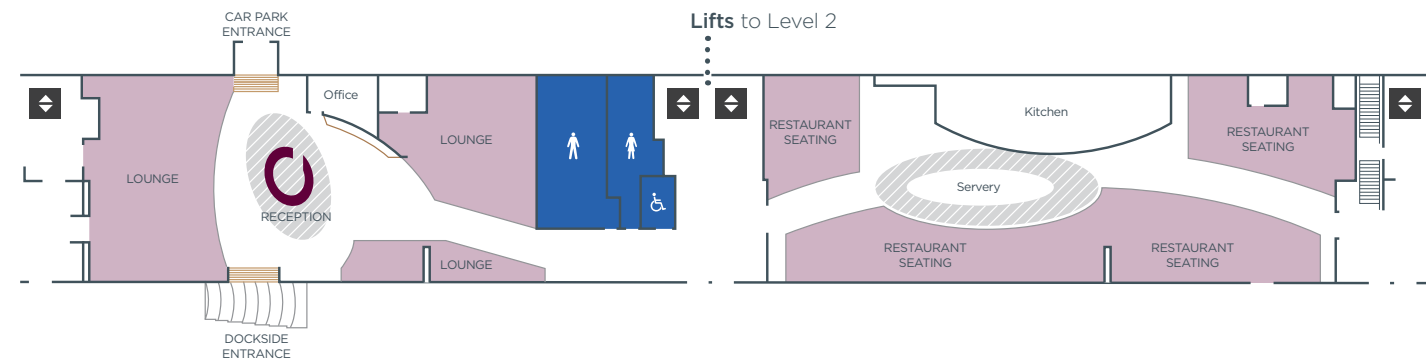 CAR PARK
ENTRANCE
Lifts to Level 2
Office
Kitchen
LOUNGE
RESTAURANT
SEATING
RESTAURANT
SEATING
LOUNGE
Servery
RECEPTION
RESTAURANT
SEATING
RESTAURANT
SEATING
LOUNGE
DOCKSIDE
ENTRANCE